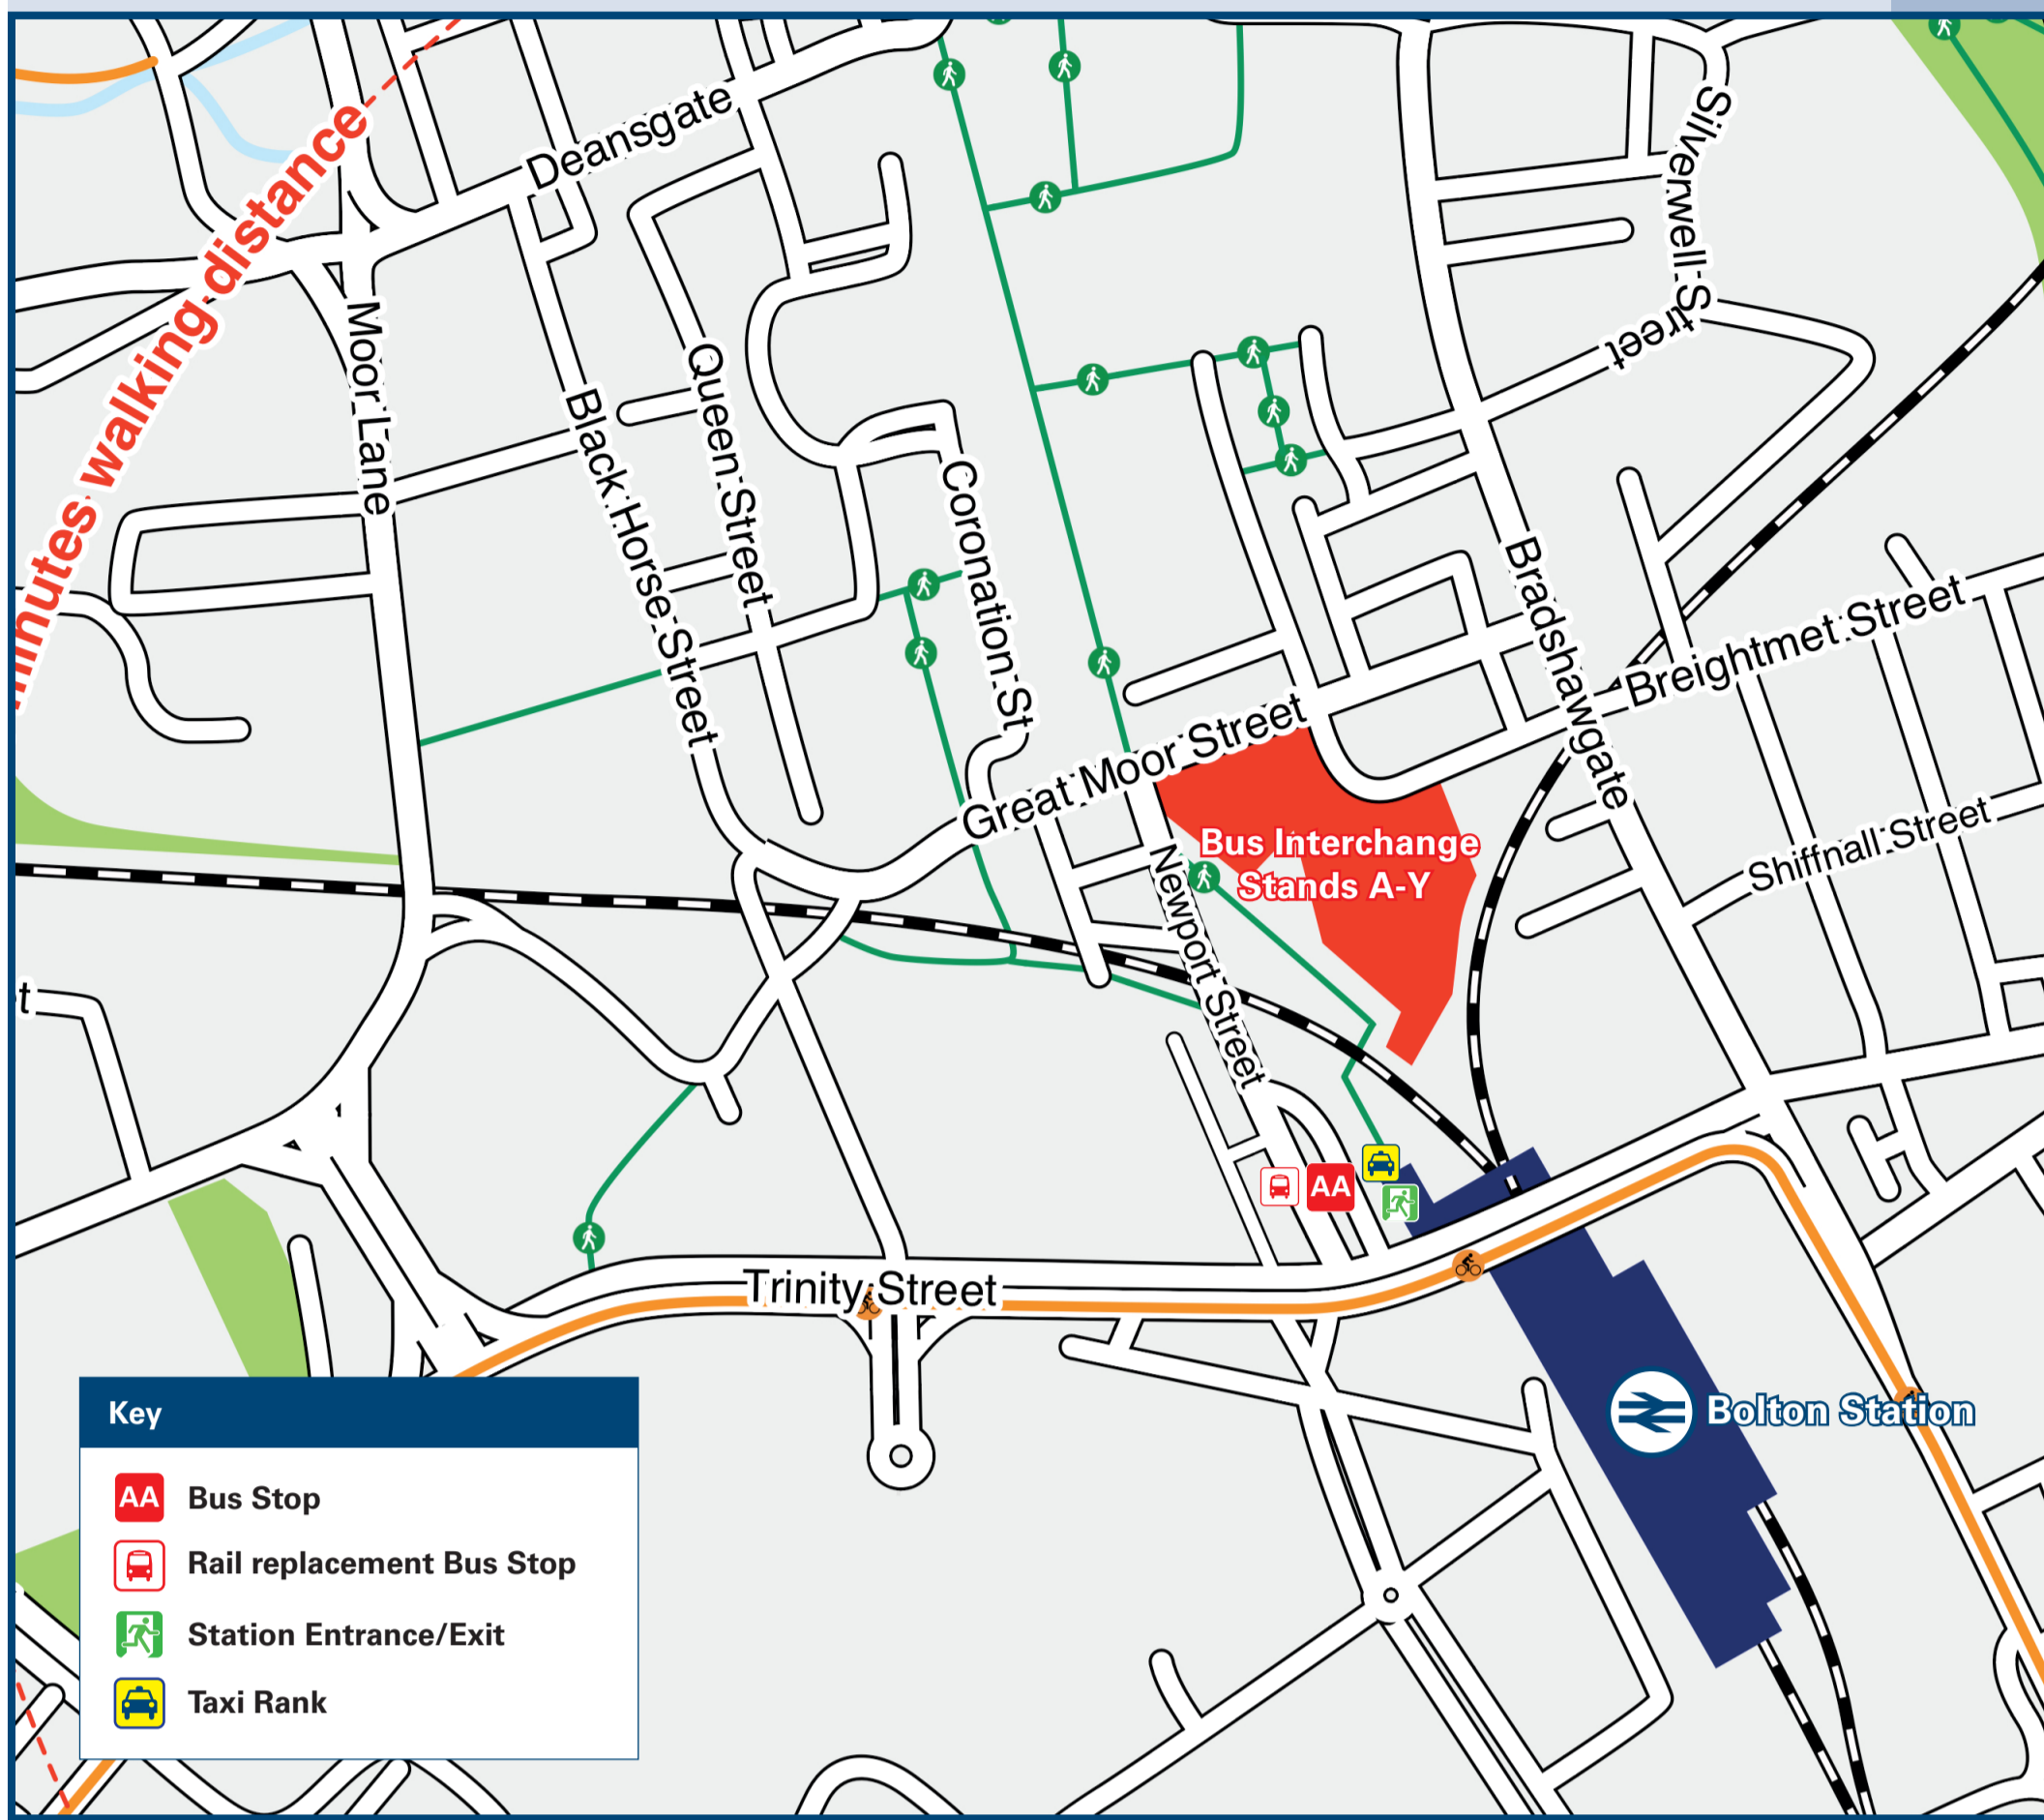 Deansgate
Silverwell Street
minutes walking distance
Moor Lane
Queen Street
Black Horse Street
Coronation St
Bradshawgate
Breightmet Street
Great Moor Street
Bus Interchange
Stands A-Y
Shiffnall Street
Newport Street
t
AA
Trinity Street
Bolton Station
Key
AA Bus Stop
Rail replacement Bus Stop
Station Entrance/Exit
Taxi Rank